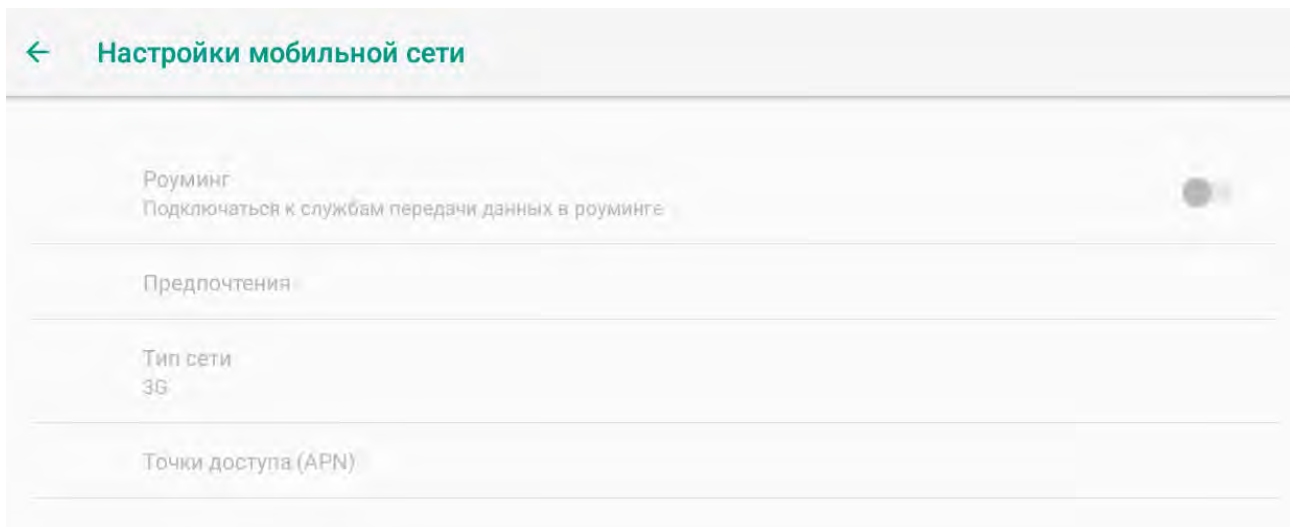 Настройки мобильной сети
Роуминг
Подключаться к службам передачи данных в роуминге
Предпочтения
Тип сети
3G
Точки доступа (APN)